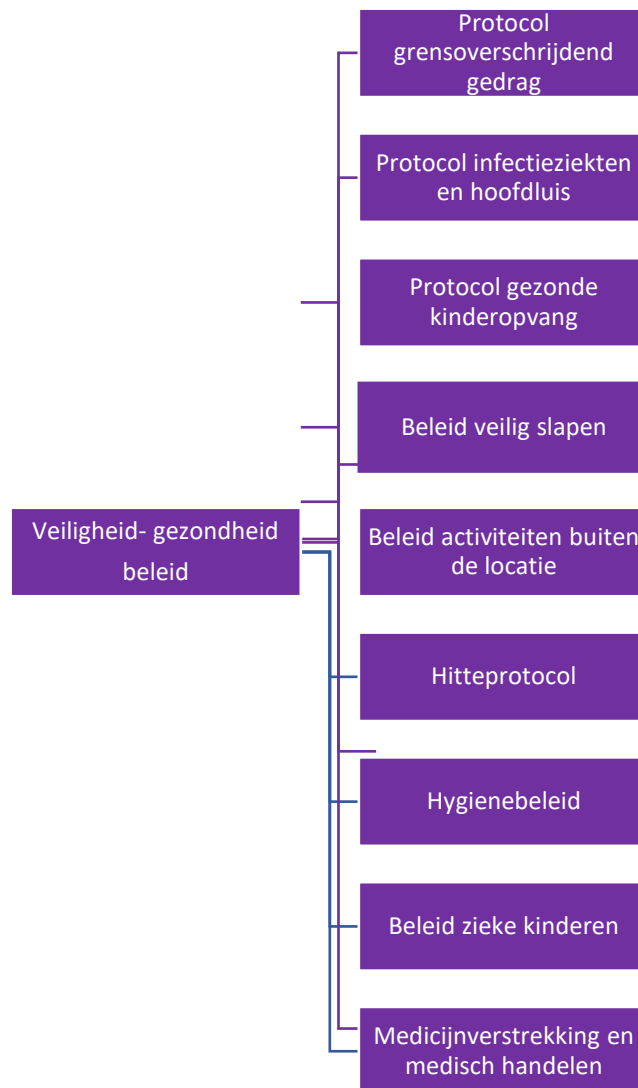 Protocol
grensoverschrijdend
gedrag
Protocol infectieziekten
en hoofdluis
Protocol gezonde
kinderopvang
Beleid veilig slapen
Veiligheid- gezondheid
beleid
Beleid activiteiten buiten
de locatie
Hitteprotocol
Hygienebeleid
Beleid zieke kinderen
Medicijnverstrekking en
medisch handelen